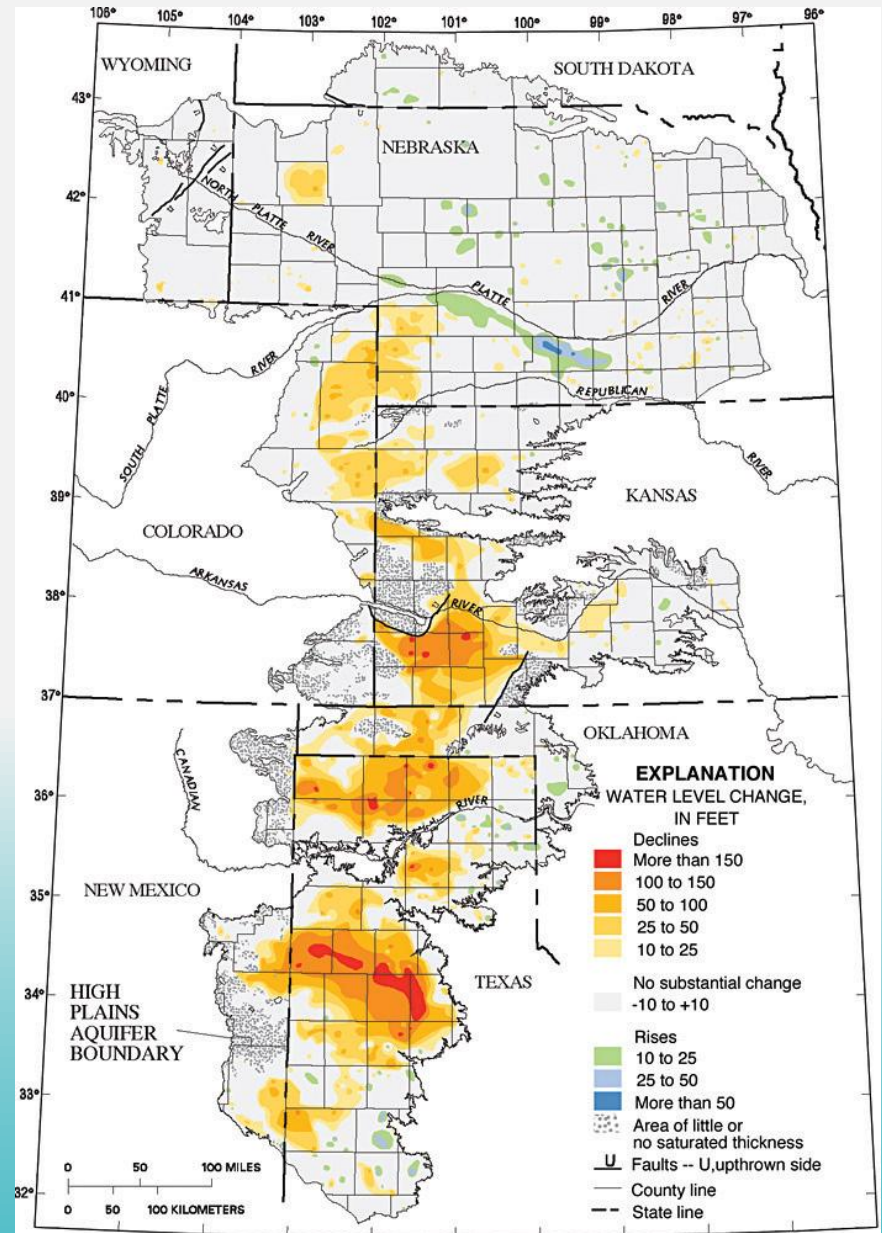 106° 105° 104° 103° 102° 101° 100° 99° 98° 97° 96°
WYOMING
SOUTH DAKOTA
43°
NEBRASKA
42°
NORTH PLATTE RIVER
41°
PLATTE RIVER
SOUTH PLATTE RIVER
40°
REPUBLICAN RIVER
39°
KANSAS
COLORADO
ARKANSAS RIVER
38°
37°
OKLAHOMA
CANADIAN RIVER
36°
35°
NEW MEXICO
TEXAS
34°
HIGH
PLAINS
AQUIFER
BOUNDARY
33°
32°
0 50 100 MILES
0 50 100 KILOMETERS
EXPLANATION
WATER LEVEL CHANGE,
IN FEET
Declines
More than 150
100 to 150
50 to 100
25 to 50
10 to 25
No substantial change
-10 to +10
Rises
10 to 25
25 to 50
More than 50
Area of little or
no saturated thickness
U Faults -- U,upthrown side
County line
State line